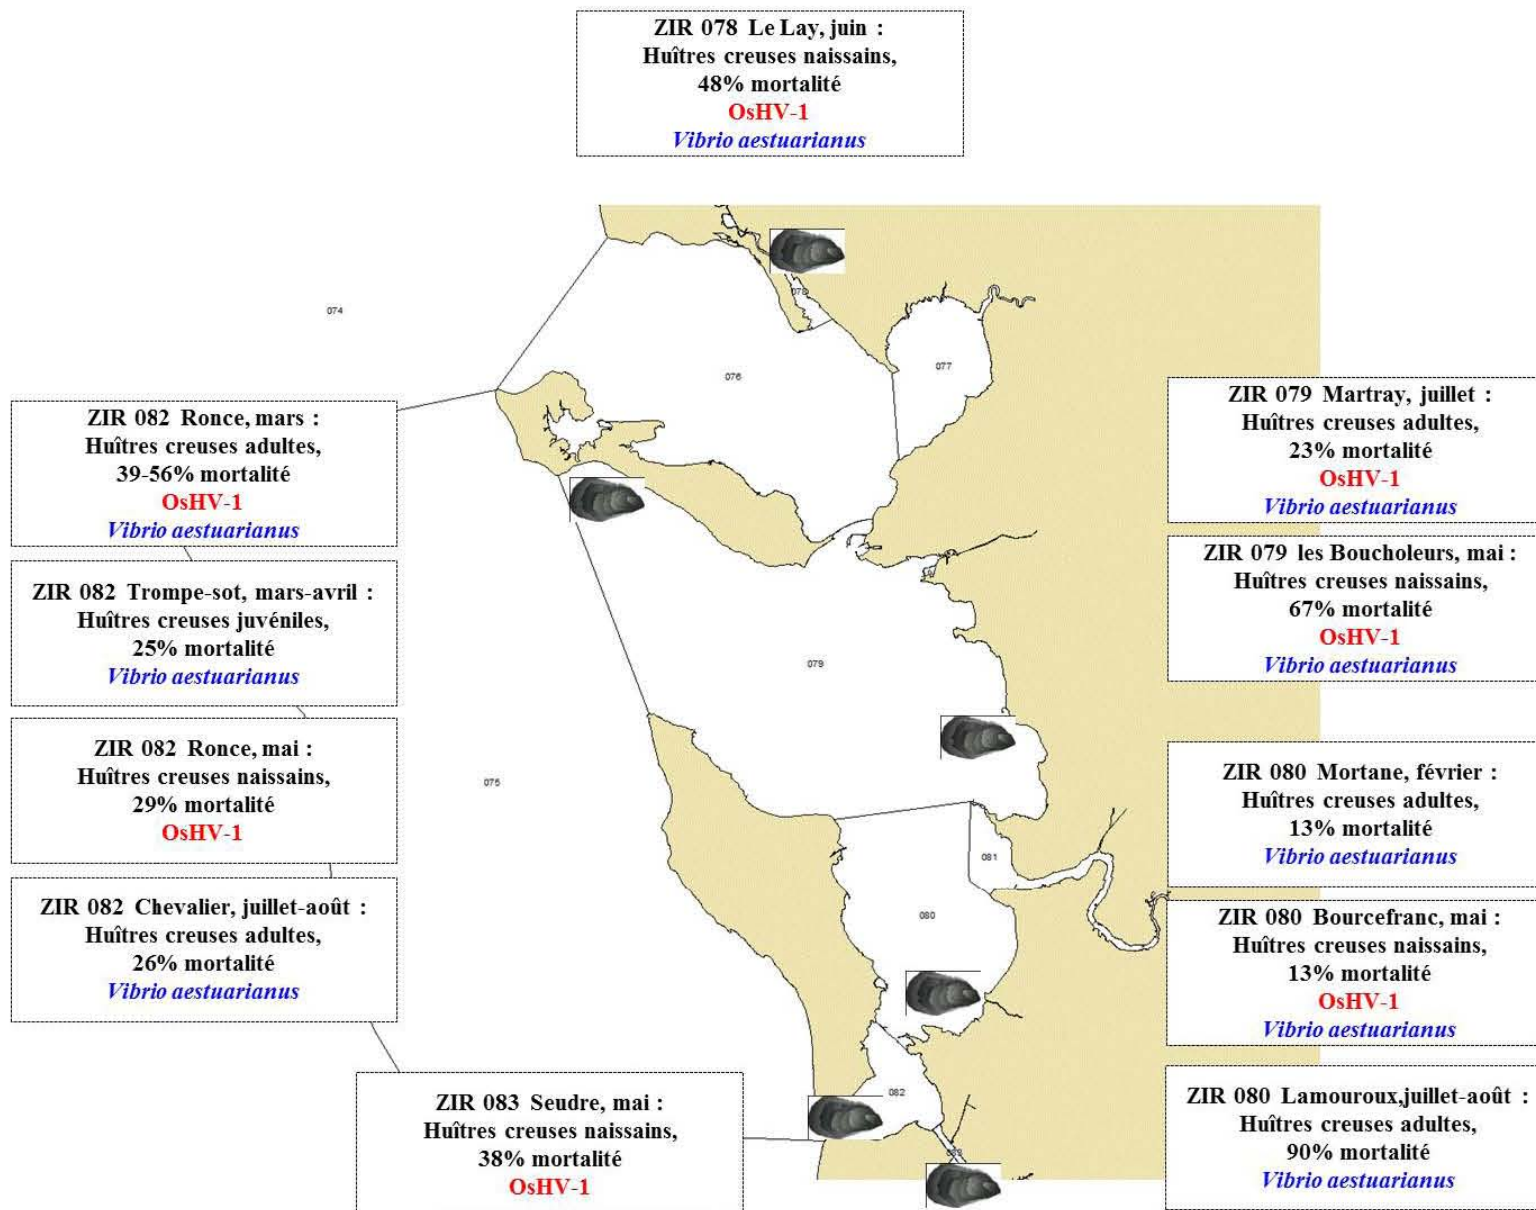 ZIR 078 Le Lay, juin :
Huîtres creuses naissains,
48% mortalité
OsHV-1
Vibrio aestuarianus
074
076
077
ZIR 082 Ronce, mars :
Huîtres creuses adultes,
39-56% mortalité
OsHV-1
Vibrio aestuarianus
ZIR 082 Trompe-sot, mars-avril :
Huîtres creuses juvéniles,
25% mortalité
Vibrio aestuarianus
ZIR 082 Ronce, mai :
Huîtres creuses naissains,
29% mortalité
OsHV-1
ZIR 082 Chevalier, juillet-août :
Huîtres creuses adultes,
26% mortalité
Vibrio aestuarianus
079
075
081
080
082
ZIR 079 Martray, juillet :
Huîtres creuses adultes,
23% mortalité
OsHV-1
Vibrio aestuarianus
ZIR 079 les Boucholeurs, mai :
Huîtres creuses naissains,
67% mortalité
OsHV-1
Vibrio aestuarianus
ZIR 080 Mortane, février :
Huîtres creuses adultes,
13% mortalité
Vibrio aestuarianus
ZIR 080 Bourcefranc, mai :
Huîtres creuses naissains,
13% mortalité
OsHV-1
Vibrio aestuarianus
ZIR 080 Lamouroux,juillet-août :
Huîtres creuses adultes,
90% mortalité
Vibrio aestuarianus
ZIR 083 Seudre, mai :
Huîtres creuses naissains,
38% mortalité
OsHV-1